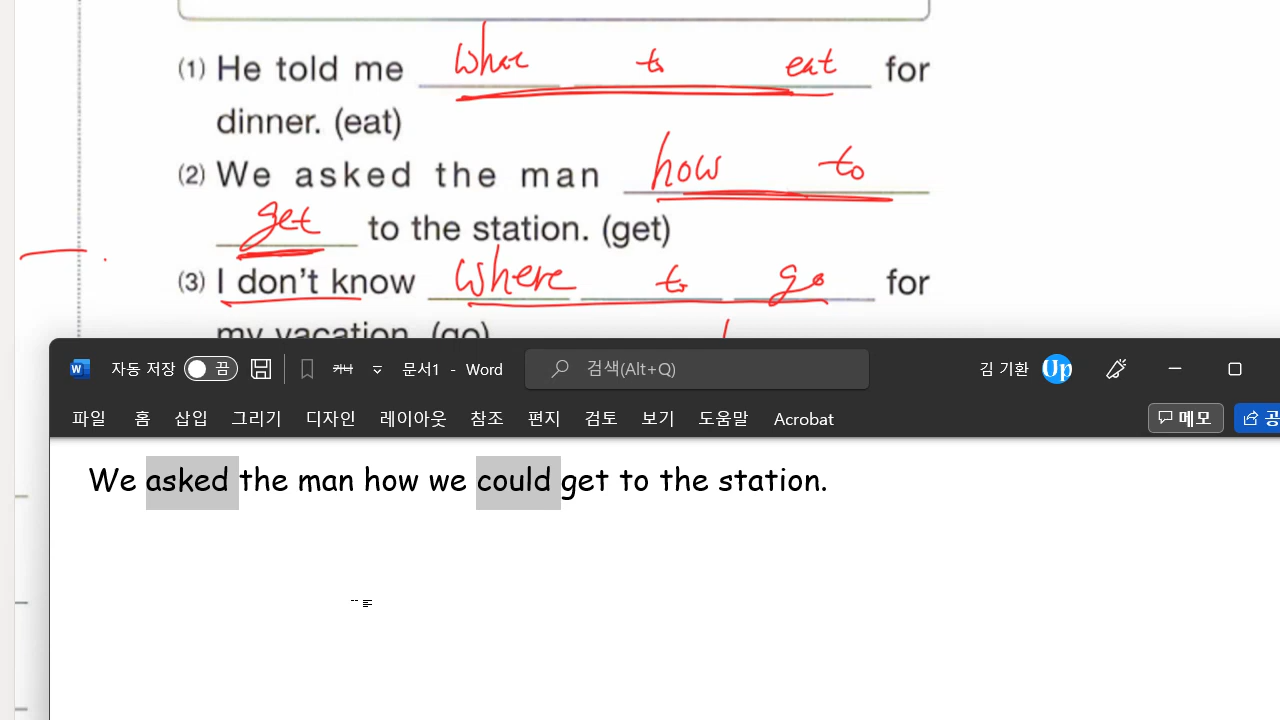 (1) He told me what to eat for
dinner. (eat)
(2) We asked the man how to
get to the station. (get)
(3) I don't know where to go for
my vacation. (go)
자동 저장 끔 문서1 - Word 검색(Alt+Q) 김 기환
파일 홈 삽입 그리기 디자인 레이아웃 참조 편지 검토 보기 도움말 Acrobat 메모
We asked the man how we could get to the station.